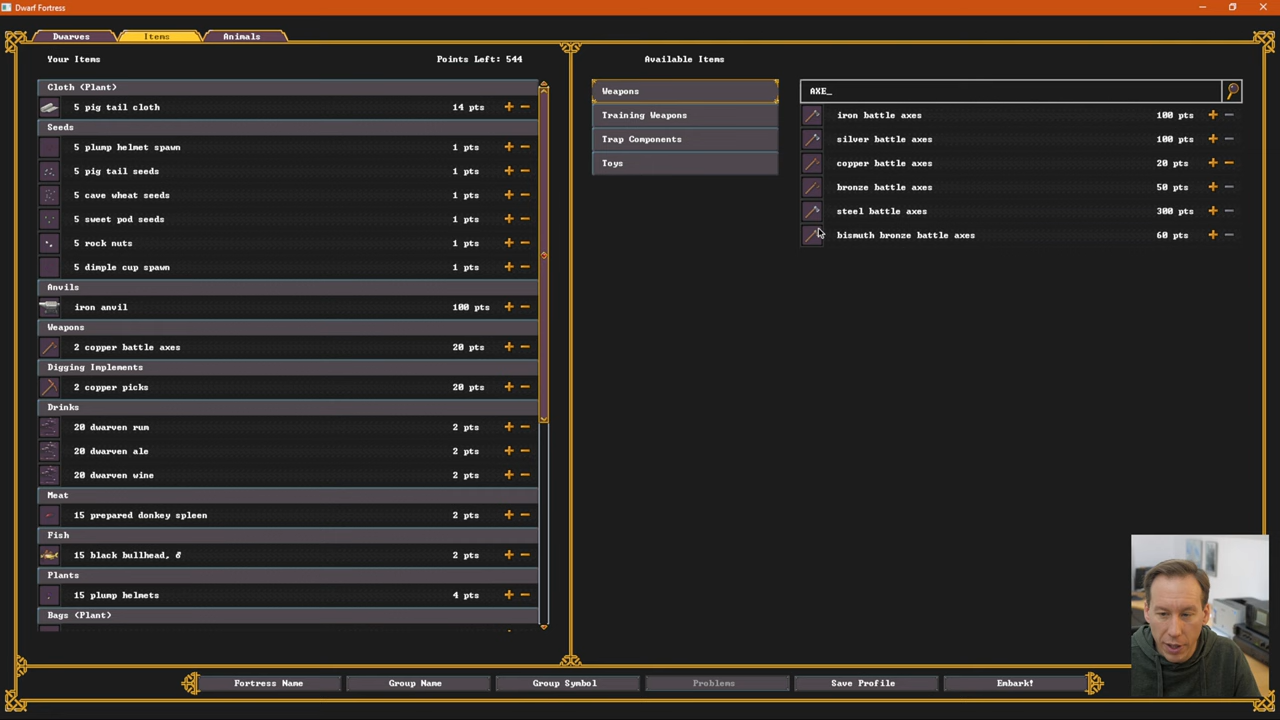 Dwarf Fortress
Dwarves
Items
Animals
Your Items
Points Left: 544
Cloth <Plant>
5 pig tail cloth 14 pts
Seeds
5 plump helmet spawn 1 pts
5 pig tail seeds 1 pts
5 cave wheat seeds 1 pts
5 sweet pod seeds 1 pts
5 rock nuts 1 pts
5 dimple cup spawn 1 pts
Anvils
iron anvil 100 pts
Weapons
2 copper battle axes 20 pts
Digging Implements
2 copper picks 20 pts
Drinks
20 dwarven rum 2 pts
20 dwarven ale 2 pts
20 dwarven wine 2 pts
Meat
15 prepared donkey spleen 2 pts
Fish
15 black bullhead, ♂ 2 pts
Plants
15 plump helmets 4 pts
Bags <Plant>
Available Items
Weapons
Training Weapons
Trap Components
Toys
AXE_
iron battle axes 100 pts
silver battle axes 100 pts
copper battle axes 20 pts
bronze battle axes 50 pts
steel battle axes 300 pts
bismuth bronze battle axes 60 pts
Fortress Name
Group Name
Group Symbol
Problems
Save Profile
Embark!